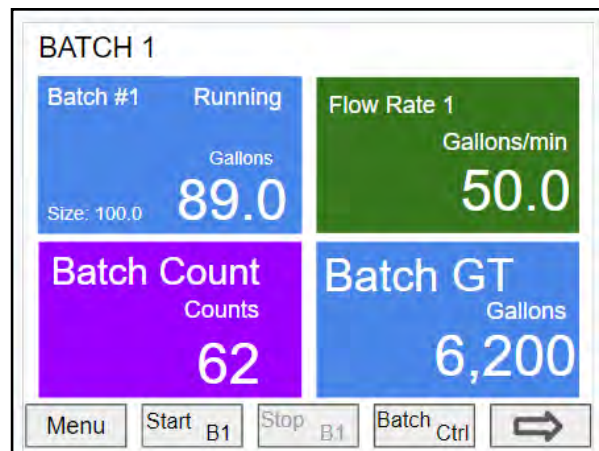 BATCH 1
Batch #1 Running
Gallons
Size: 100.0 89.0
Flow Rate 1
Gallons/min
50.0
Batch Count
Counts
62
Batch GT
Gallons
6,200
Menu
Start B1
Stop B1
Batch Ctrl